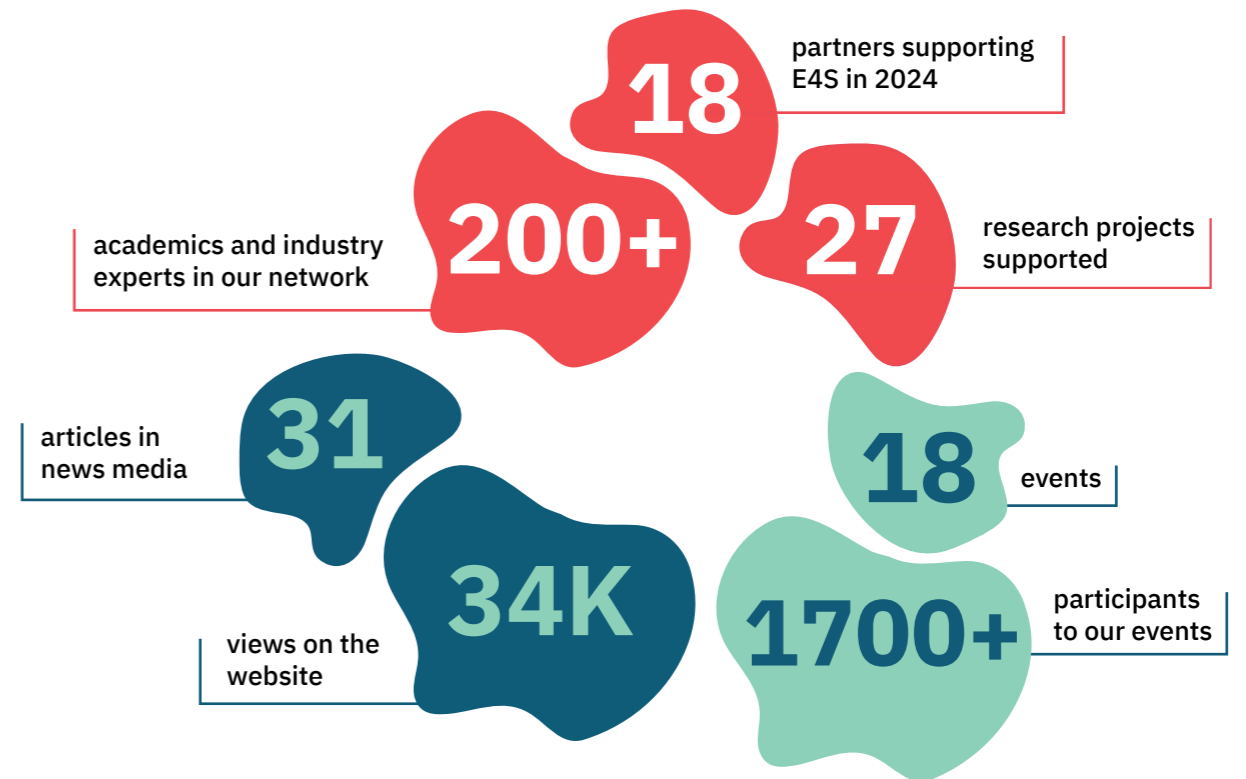 18
partners supporting
E4S in 2024
200+
academics and industry
experts in our network
27
research projects
supported
31
articles in
news media
18
events
34K
views on the
website
1700+
participants
to our events